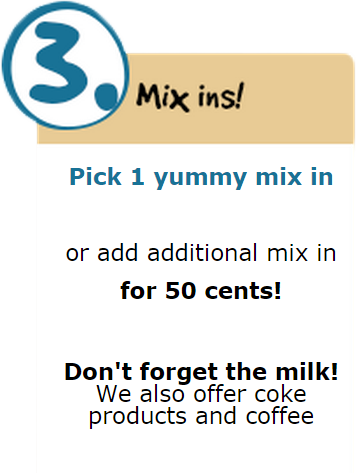 3.
Mix ins!
Pick 1 yummy mix in
or add additional mix in
for 50 cents!
Don't forget the milk!
We also offer coke
products and coffee